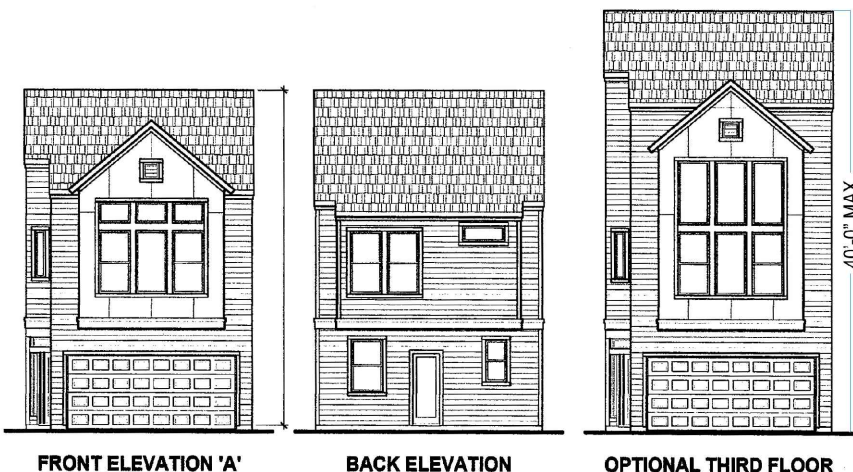 40'-0" MAX
FRONT ELEVATION 'A'
BACK ELEVATION
OPTIONAL THIRD FLOOR